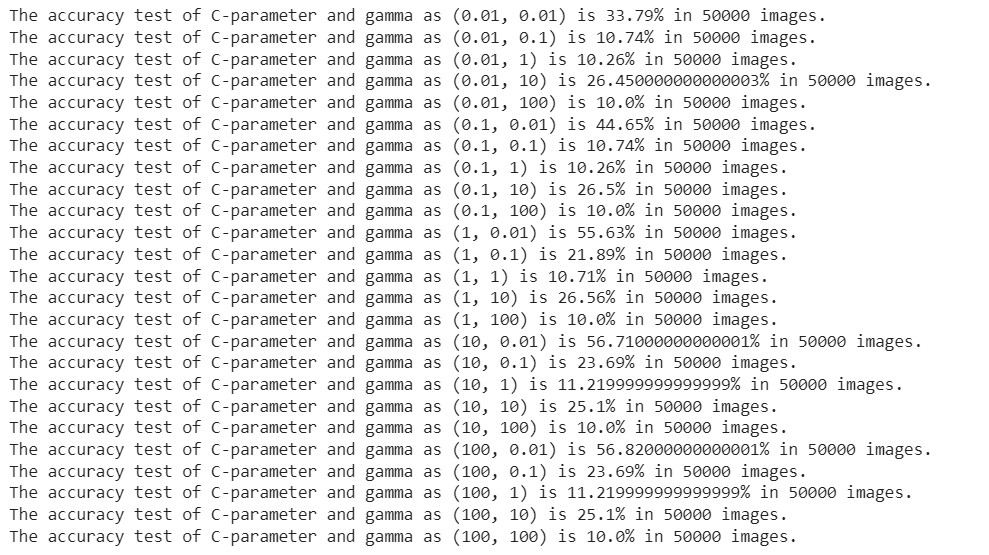 The accuracy test of C-parameter and gamma as (0.01, 0.01) is 33.79% in 50000 images.
The accuracy test of C-parameter and gamma as (0.01, 0.1) is 10.74% in 50000 images.
The accuracy test of C-parameter and gamma as (0.01, 1) is 10.26% in 50000 images.
The accuracy test of C-parameter and gamma as (0.01, 10) is 26.450000000000003% in 50000 images.
The accuracy test of C-parameter and gamma as (0.01, 100) is 10.0% in 50000 images.
The accuracy test of C-parameter and gamma as (0.1, 0.01) is 44.65% in 50000 images.
The accuracy test of C-parameter and gamma as (0.1, 0.1) is 10.74% in 50000 images.
The accuracy test of C-parameter and gamma as (0.1, 1) is 10.26% in 50000 images.
The accuracy test of C-parameter and gamma as (0.1, 10) is 26.5% in 50000 images.
The accuracy test of C-parameter and gamma as (0.1, 100) is 10.0% in 50000 images.
The accuracy test of C-parameter and gamma as (1, 0.01) is 55.63% in 50000 images.
The accuracy test of C-parameter and gamma as (1, 0.1) is 21.89% in 50000 images.
The accuracy test of C-parameter and gamma as (1, 1) is 10.71% in 50000 images.
The accuracy test of C-parameter and gamma as (1, 10) is 26.56% in 50000 images.
The accuracy test of C-parameter and gamma as (1, 100) is 10.0% in 50000 images.
The accuracy test of C-parameter and gamma as (10, 0.01) is 56.71000000000001% in 50000 images.
The accuracy test of C-parameter and gamma as (10, 0.1) is 23.69% in 50000 images.
The accuracy test of C-parameter and gamma as (10, 1) is 11.219999999999999% in 50000 images.
The accuracy test of C-parameter and gamma as (10, 10) is 25.1% in 50000 images.
The accuracy test of C-parameter and gamma as (10, 100) is 10.0% in 50000 images.
The accuracy test of C-parameter and gamma as (100, 0.01) is 56.82000000000001% in 50000 images.
The accuracy test of C-parameter and gamma as (100, 0.1) is 23.69% in 50000 images.
The accuracy test of C-parameter and gamma as (100, 1) is 11.219999999999999% in 50000 images.
The accuracy test of C-parameter and gamma as (100, 10) is 25.1% in 50000 images.
The accuracy test of C-parameter and gamma as (100, 100) is 10.0% in 50000 images.